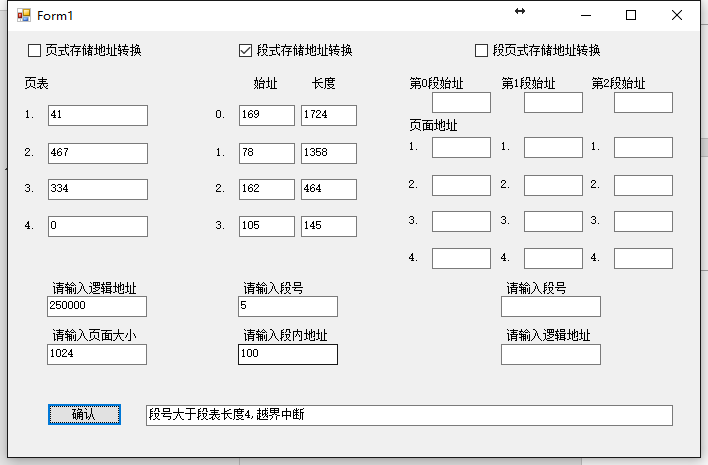 Form1
页式存储地址转换 段式存储地址转换 段页式存储地址转换
页表 始址 长度 第0段始址 第1段始址 第2段始址
1. 41 0. 169 1724
页面地址
2. 467 1. 78 1358 1. 1. 1.
3. 334 2. 162 464 2. 2. 2.
4. 0 3. 105 145 3. 3. 3.
4. 4. 4.
请输入逻辑地址 请输入段号 请输入段号
250000 5
请输入页面大小 请输入段内地址 请输入逻辑地址
1024 100
确认 段号大于段表长度4,越界中断